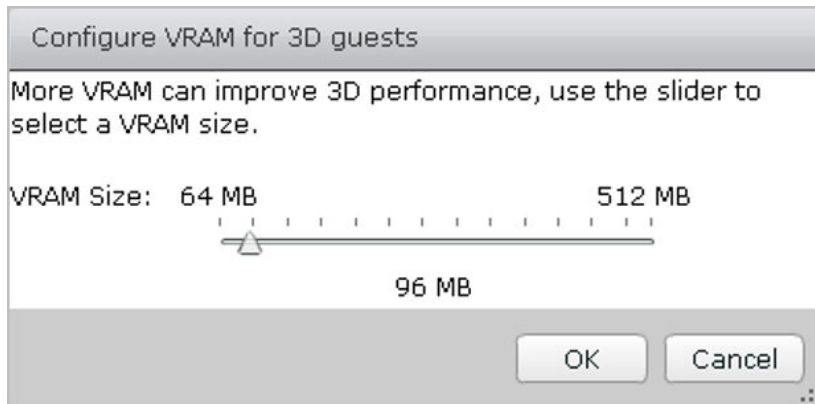 Configure VRAM for 3D guests
More VRAM can improve 3D performance, use the slider to
select a VRAM size.
VRAM Size: 64 MB 512 MB
96 MB
OK Cancel